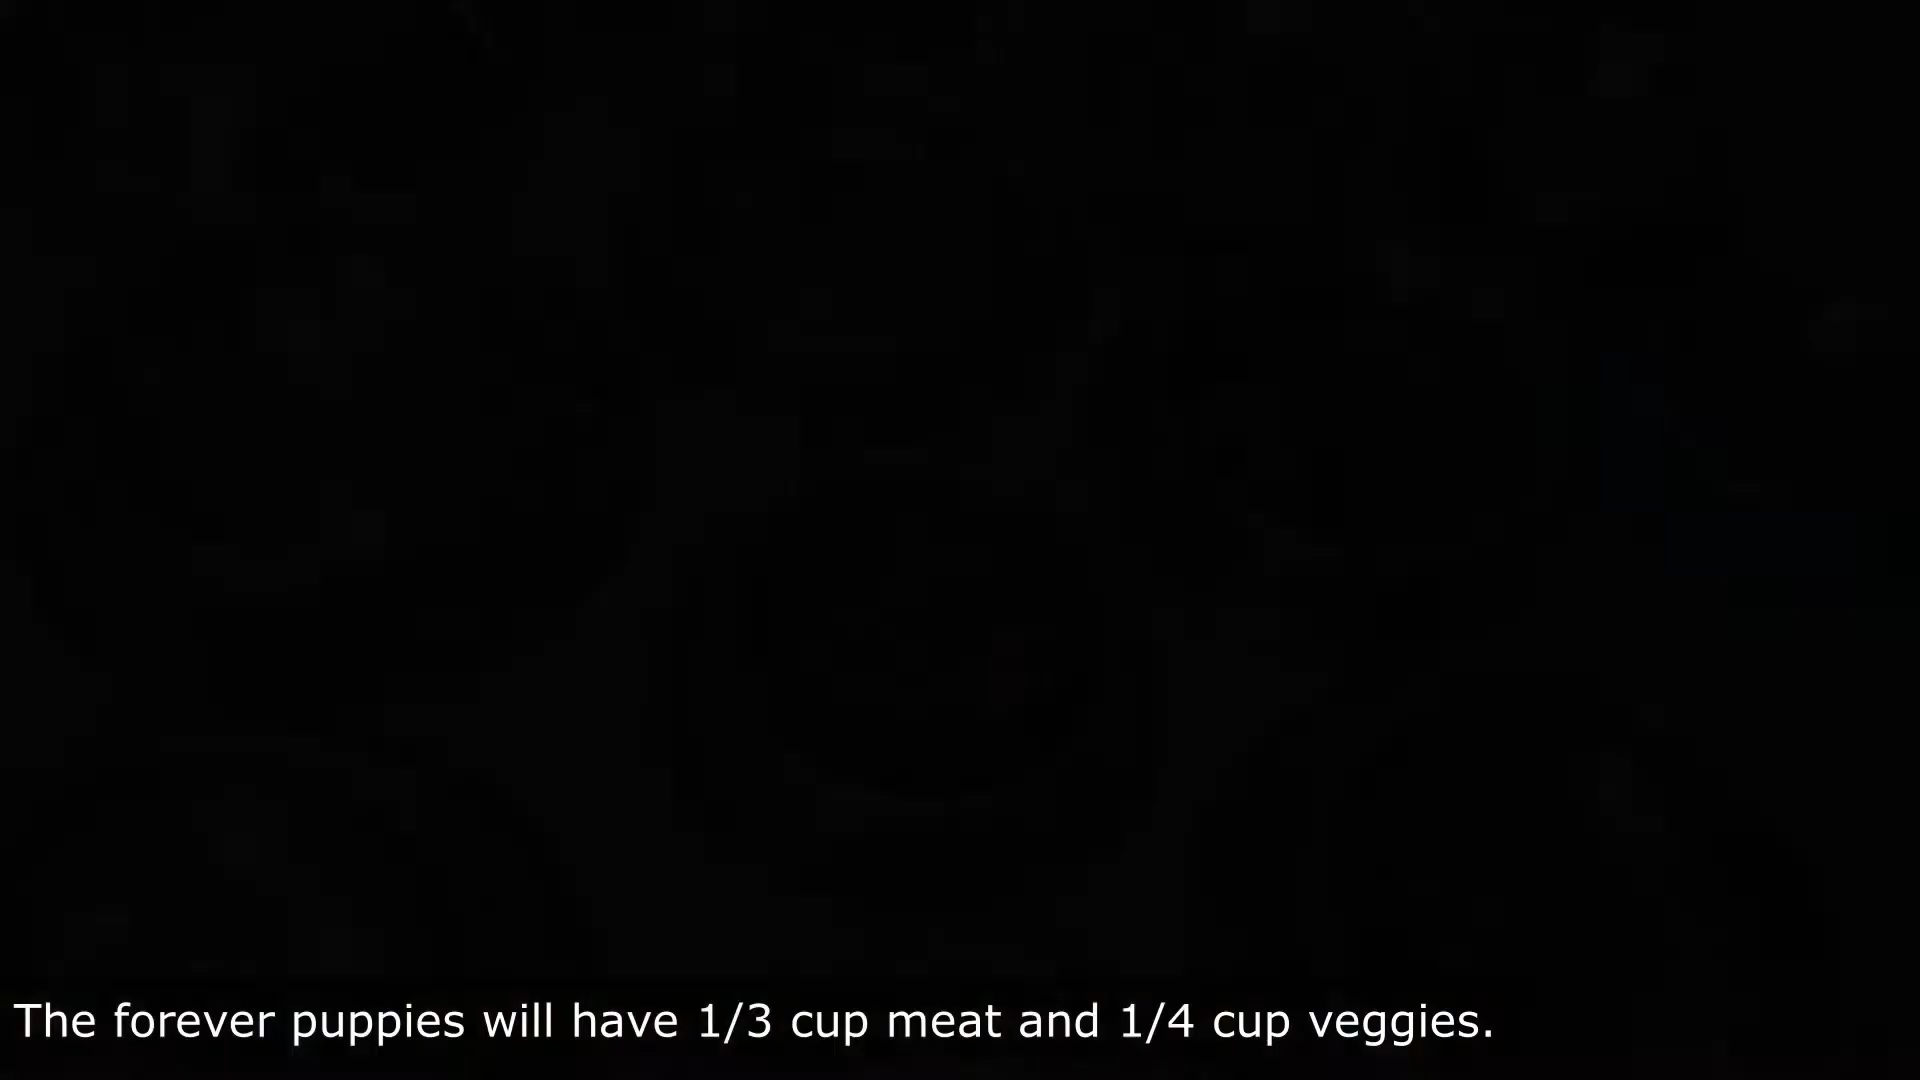 The forever puppies will have 1/3 cup meat and 1/4 cup veggies.